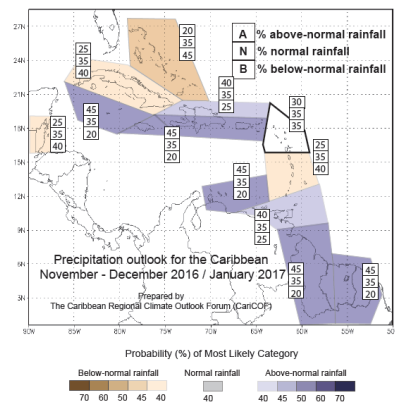 27N
24N
21N
18N
15N
12N
9N
6N
3N
A % above-normal rainfall
N % normal rainfall
B % below-normal rainfall
20
35
45
25
35
40
45
35
20
40
35
25
30
35
35
25
35
40
45
35
20
25
35
40
45
35
20
40
35
25
45
35
20
45
35
20
Precipitation outlook for the Caribbean
November - December 2016 / January 2017
Prepared by
The Caribbean Regional Climate Outlook Forum (CariCOF)
90W 85W 80W 75W 70W 65W 60W 55W 50
Probability (%) of Most Likely Category
Below-normal rainfall Normal rainfall Above-normal rainfall
70 60 50 45 40 40 40 45 50 60 70